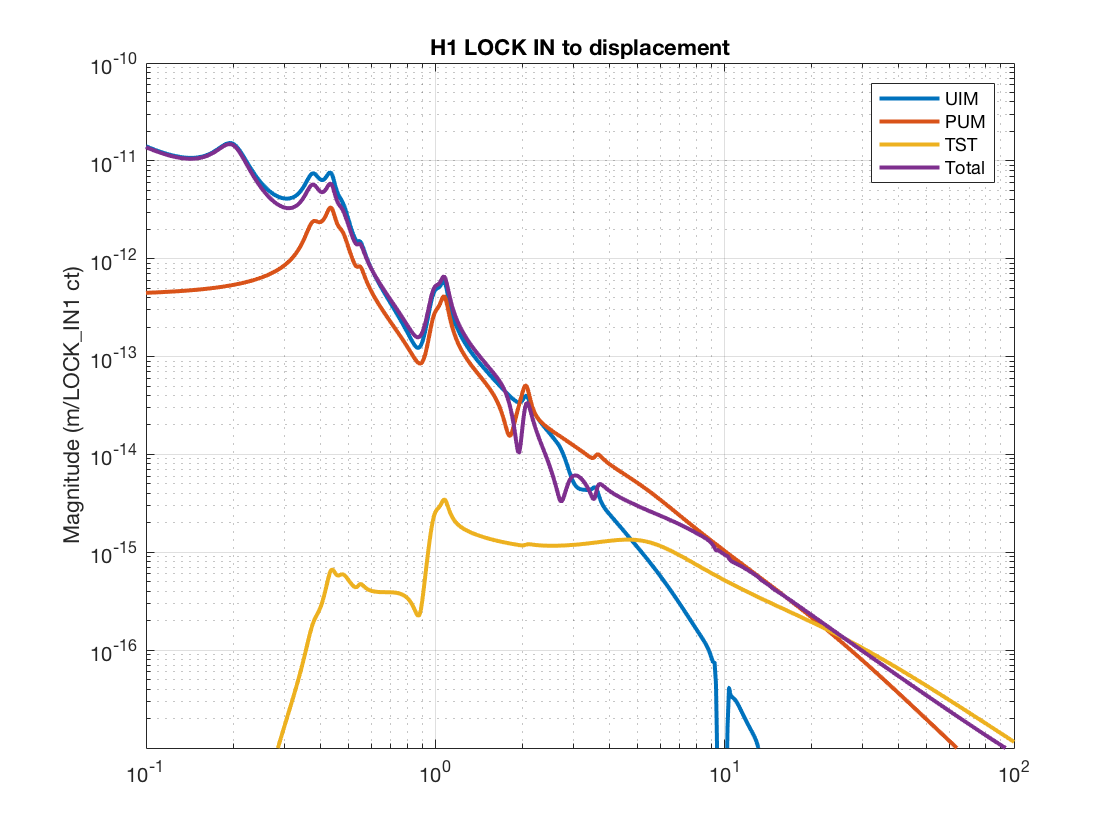 H1 LOCK IN to displacement
UIM
PUM
TST
Total
Magnitude (m/LOCK_IN1 ct)
10^-10
10^-11
10^-12
10^-13
10^-14
10^-15
10^-16
10^-1
10^0
10^1
10^2